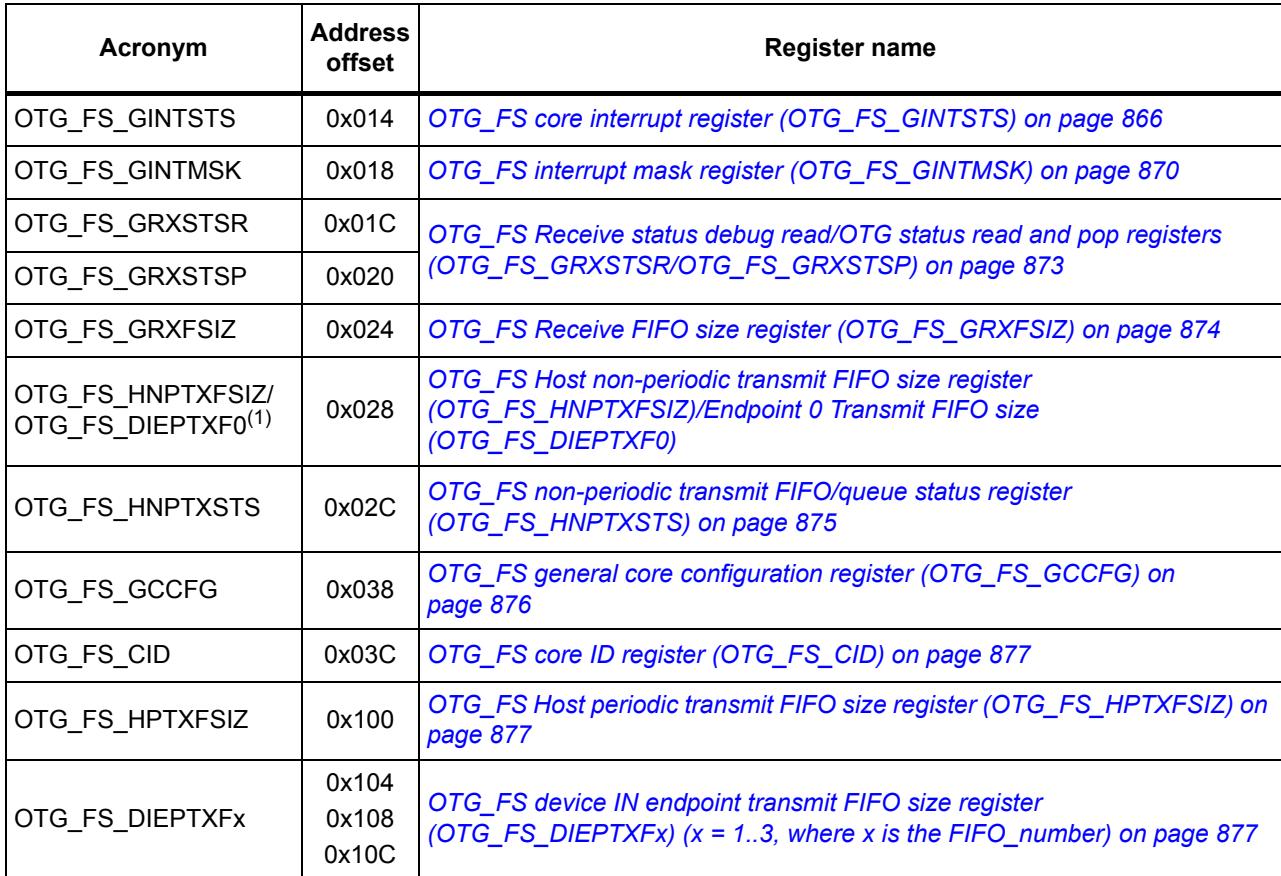 Acronym
Address
offset
Register name
OTG_FS_GINTSTS
0x014
OTG_FS core interrupt register (OTG_FS_GINTSTS) on page 866
OTG_FS_GINTMSK
0x018
OTG_FS interrupt mask register (OTG_FS_GINTMSK) on page 870
OTG_FS_GRXSTSR
0x01C
OTG_FS Receive status debug read/OTG status read and pop registers
(OTG_FS_GRXSTSR/OTG_FS_GRXSTSP) on page 873
OTG_FS_GRXSTSP
0x020
OTG_FS_GRXFSIZ
0x024
OTG_FS Receive FIFO size register (OTG_FS_GRXFSIZ) on page 874
OTG_FS_HNPTXFSIZ/
OTG_FS_DIEPTXF0(1)
0x028
OTG_FS Host non-periodic transmit FIFO size register
(OTG_FS_HNPTXFSIZ)/Endpoint 0 Transmit FIFO size
(OTG_FS_DIEPTXF0)
OTG_FS_HNPTXSTS
0x02C
OTG_FS non-periodic transmit FIFO/queue status register
(OTG_FS_HNPTXSTS) on page 875
OTG_FS_GCCFG
0x038
OTG_FS general core configuration register (OTG_FS_GCCFG) on
page 876
OTG_FS_CID
0x03C
OTG_FS core ID register (OTG_FS_CID) on page 877
OTG_FS_HPTXFSIZ
0x100
OTG_FS Host periodic transmit FIFO size register (OTG_FS_HPTXFSIZ) on
page 877
OTG_FS_DIEPTXFx
0x104
0x108
0x10C
OTG_FS device IN endpoint transmit FIFO size register
(OTG_FS_DIEPTXFx) (x = 1..3, where x is the FIFO_number) on page 877